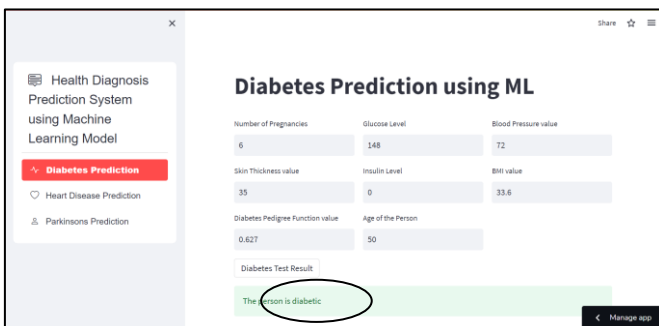 Share
Health Diagnosis
Prediction System
using Machine
Learning Model
Diabetes Prediction
Heart Disease Prediction
Parkinsons Prediction
Diabetes Prediction using ML
Number of Pregnancies Glucose Level Blood Pressure value
6 148 72
Skin Thickness value Insulin Level BMI value
35 0 33.6
Diabetes Pedigree Function value Age of the Person
0.627 50
Diabetes Test Result
The person is diabetic
Manage app